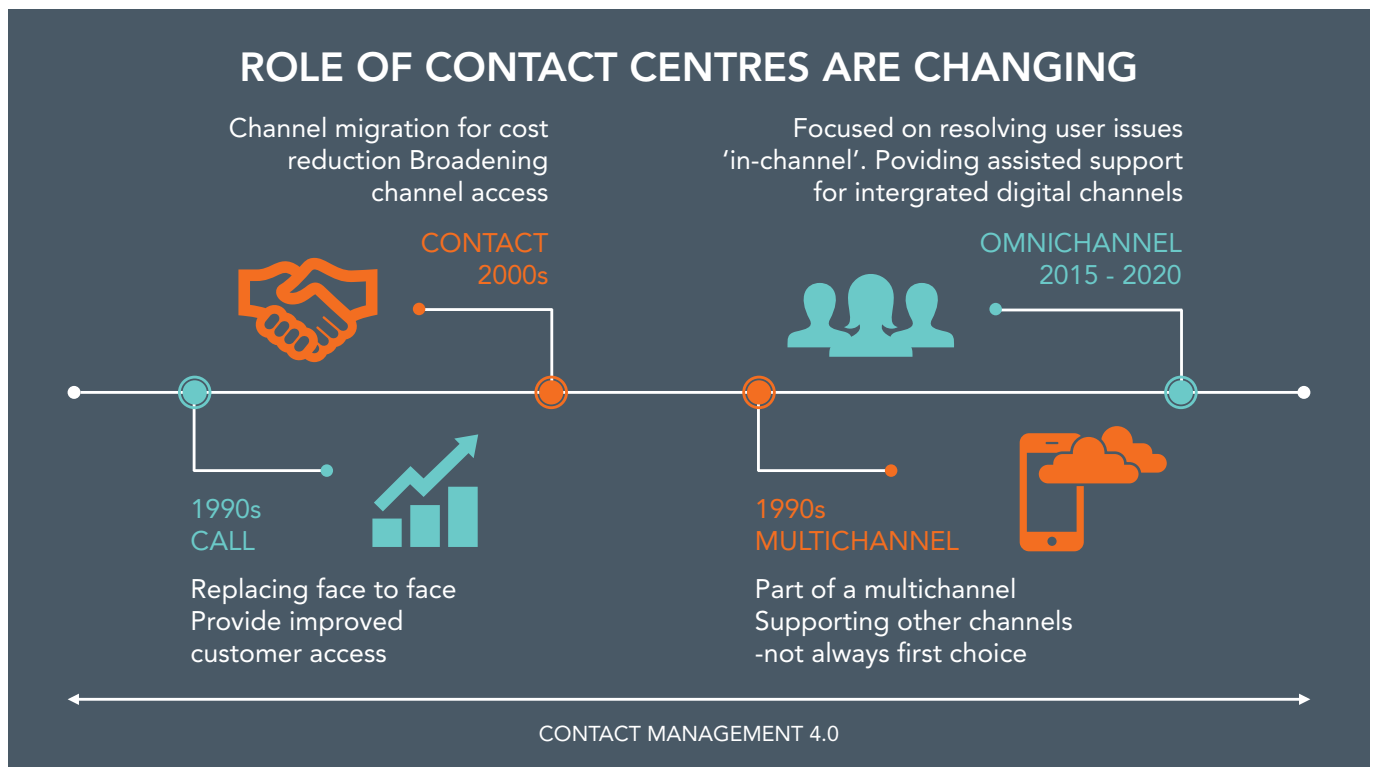 ROLE OF CONTACT CENTRES ARE CHANGING
Channel migration for cost
reduction Broadening
channel access
CONTACT
2000s
Focused on resolving user issues
'in-channel'. Poviding assisted support
for intergrated digital channels
OMNICHANNEL
2015 - 2020
1990s
CALL
Replacing face to face
Provide improved
customer access
1990s
MULTICHANNEL
Part of a multichannel
Supporting other channels
-not always first choice
CONTACT MANAGEMENT 4.0